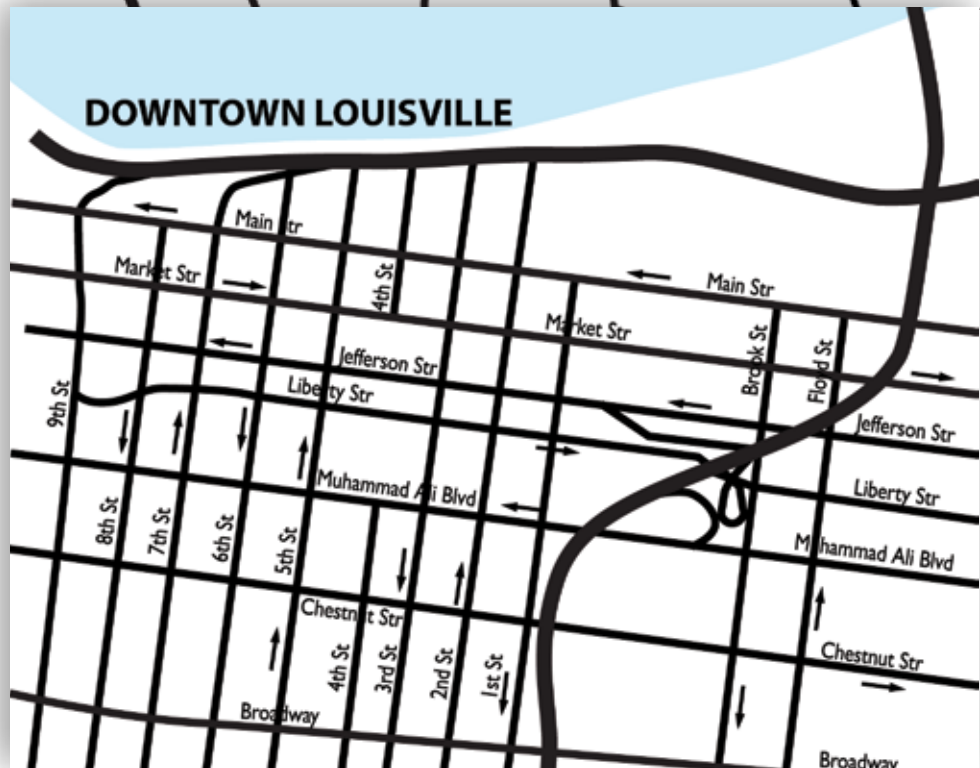 DOWNTOWN LOUISVILLE
Main Str
Market Str
4th St
Main Str
Market Str
Jefferson Str
Liberty Str
Brook St
Floyd St
9th St
Jefferson Str
Muhammad Ali Blvd
Liberty Str
8th St
7th St
6th St
5th St
Muhammad Ali Blvd
Chestnut Str
4th St
3rd St
2nd St
1st St
Chestnut Str
Broadway
Broadway